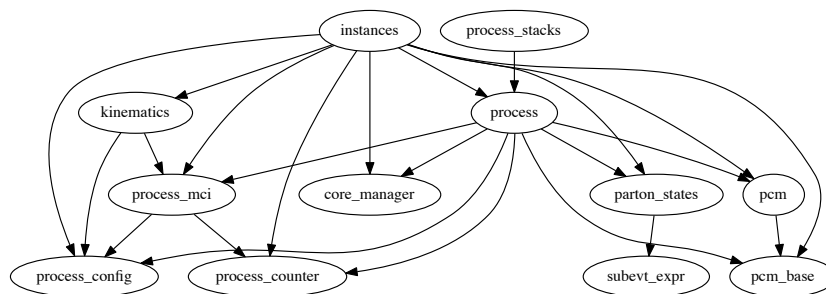 instances
process_stacks
kinematics
process
process_mci
core_manager
parton_states
pcm
process_config
process_counter
subevt_expr
pcm_base